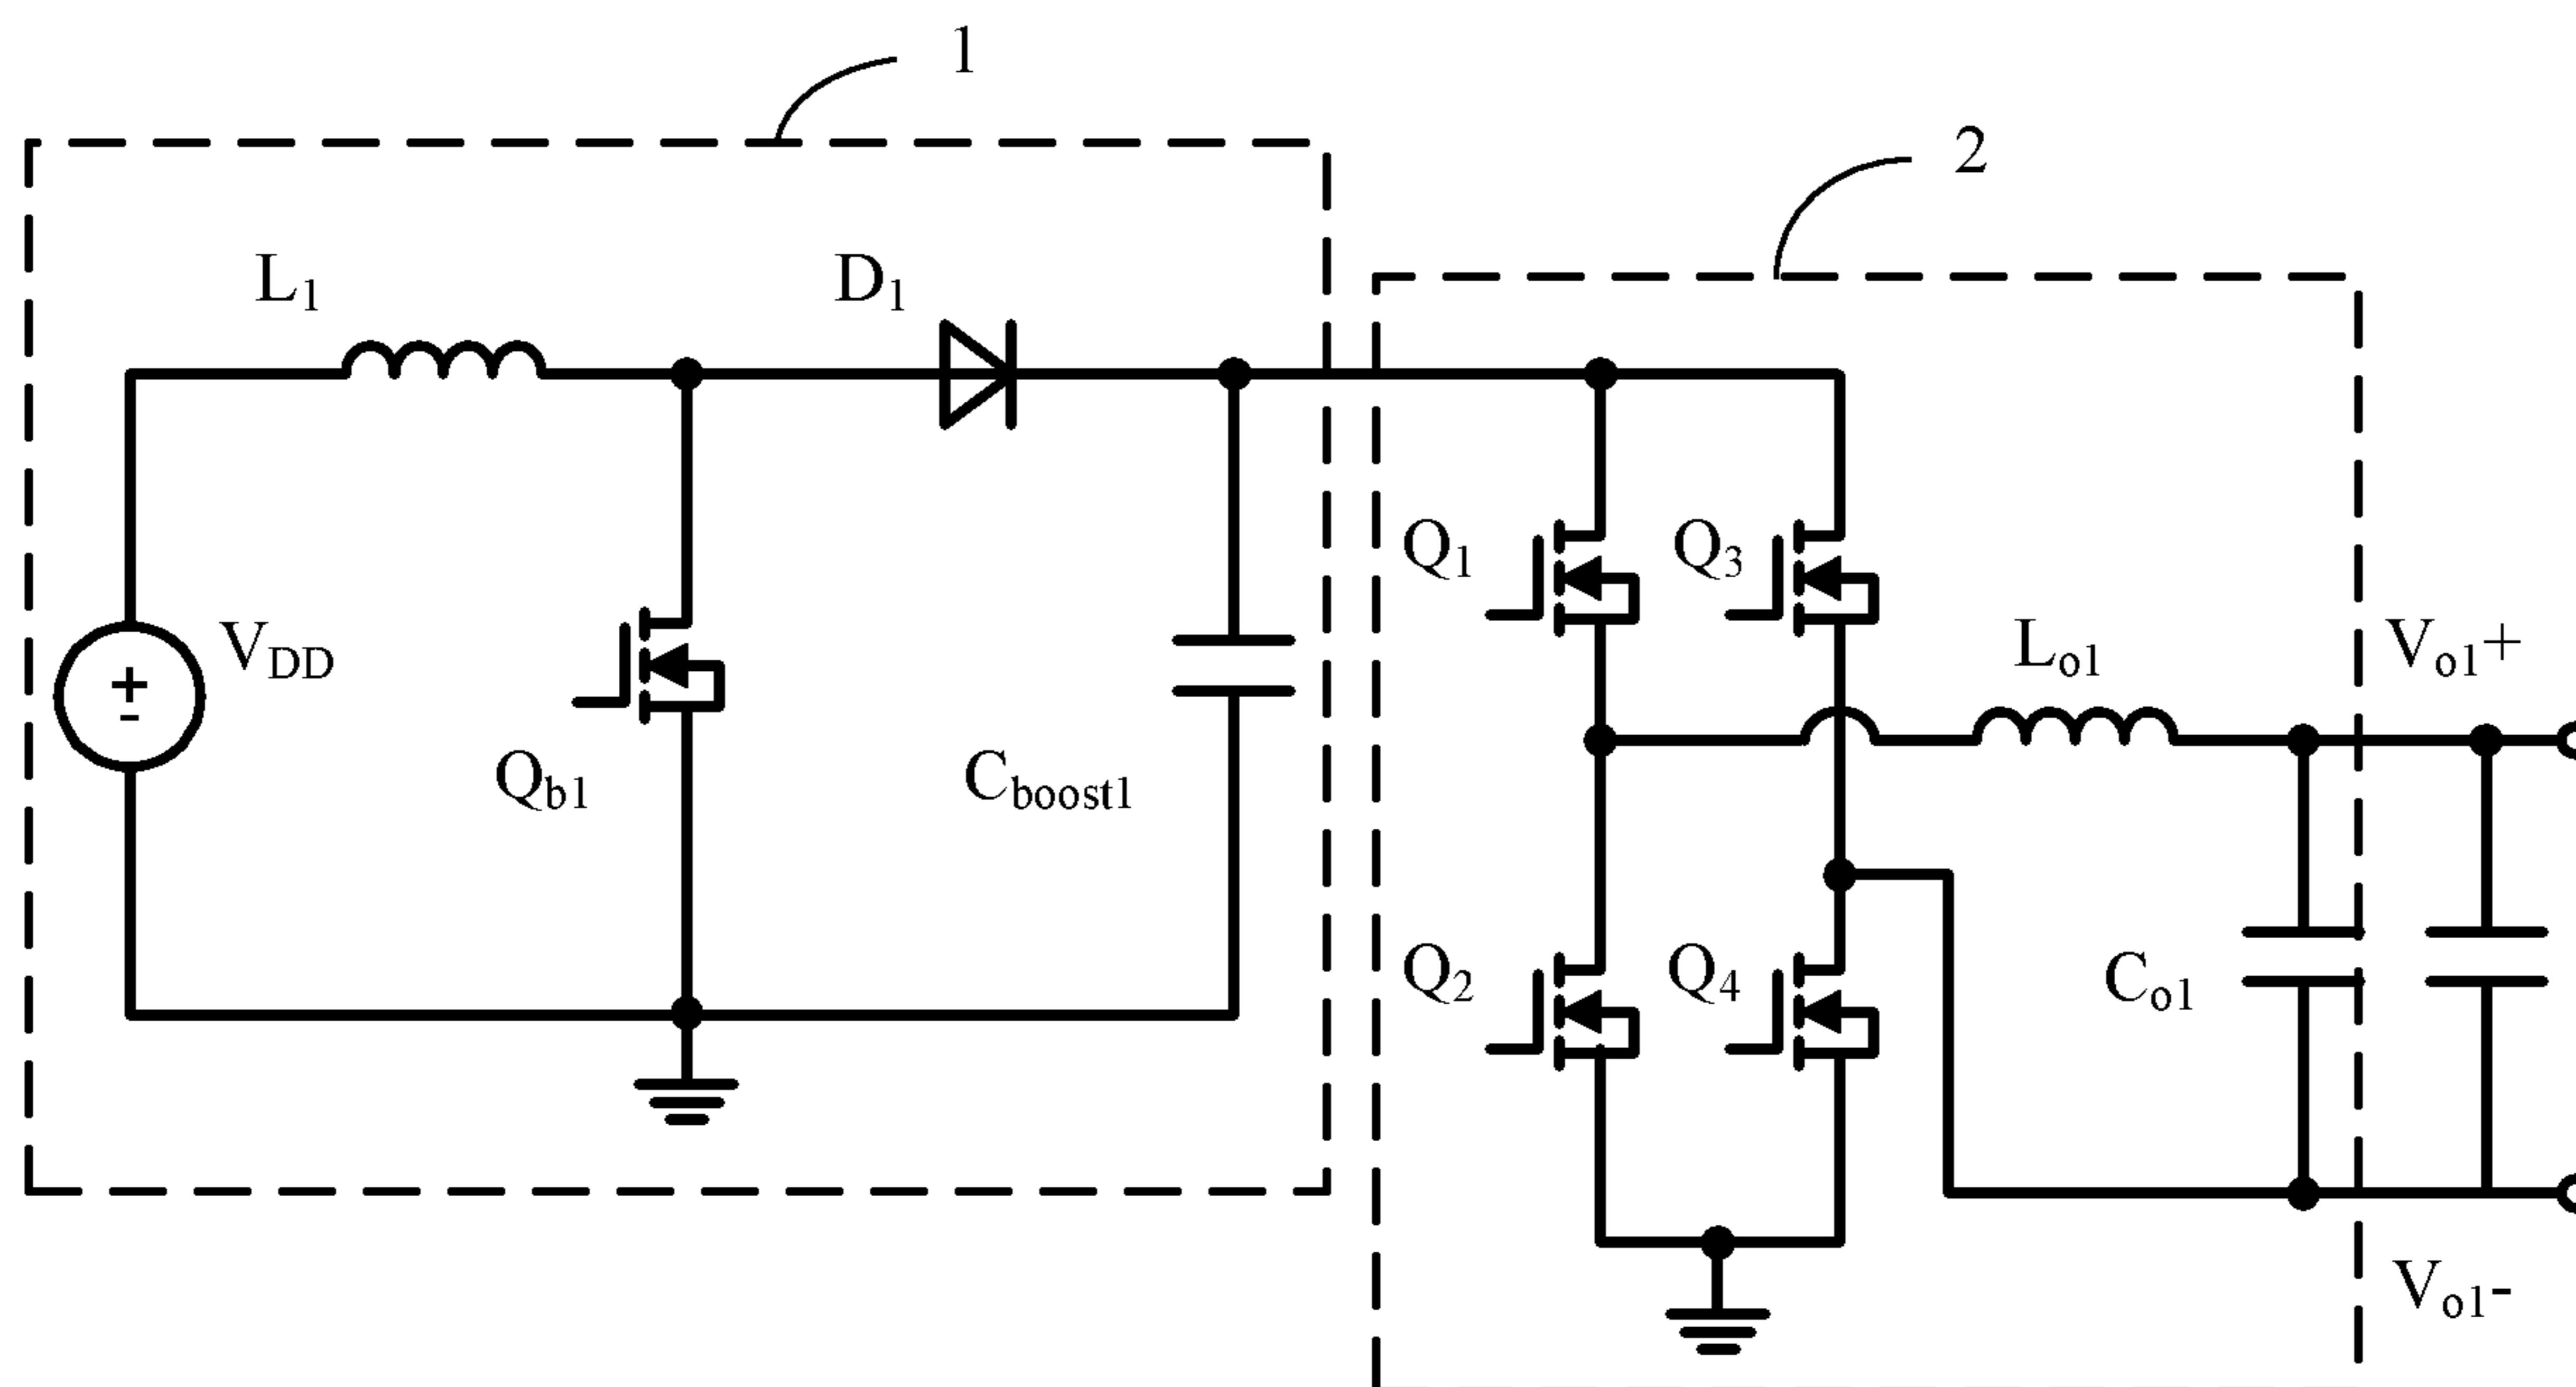 1
2
L1
D1
VDD
Qb1
Cboost1
Q1
Q3
Lo1
Vo1+
Q2
Q4
Co1
Vo1-
+
-